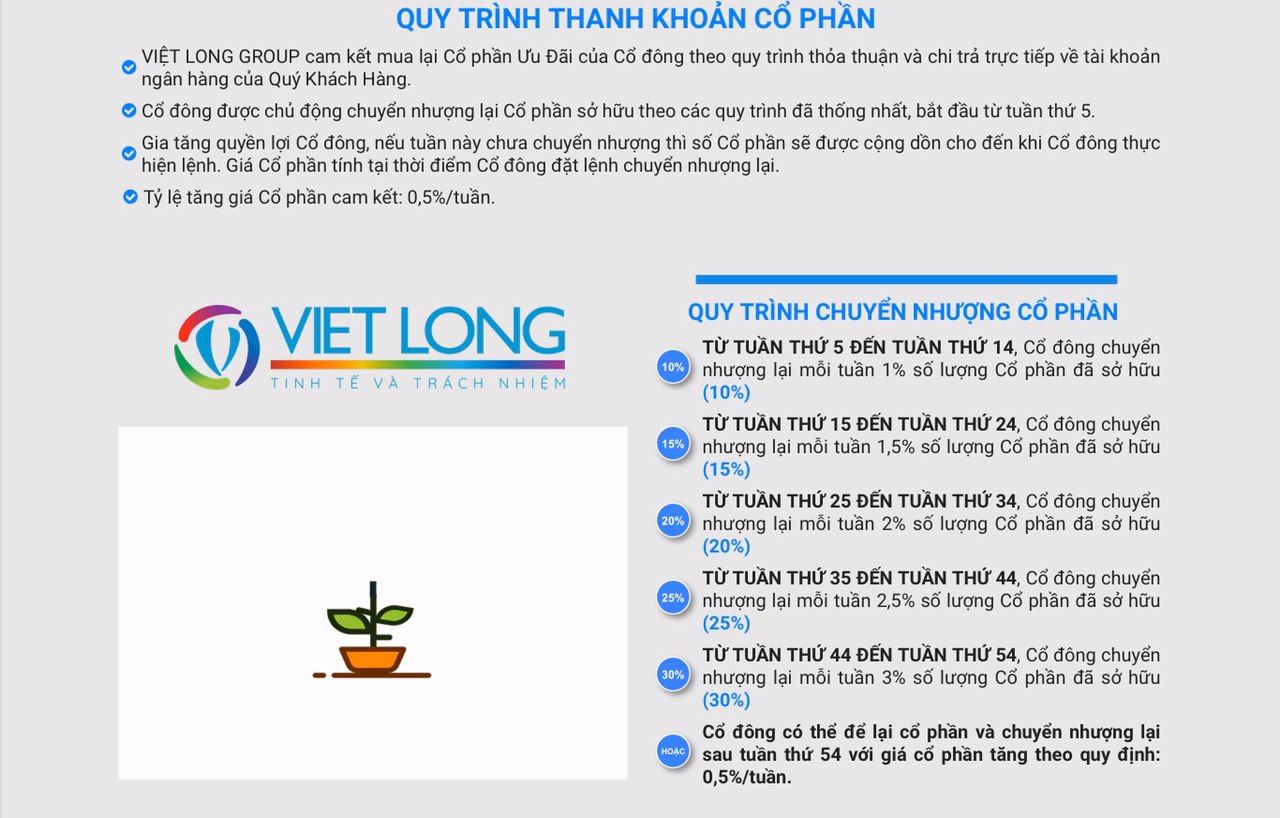 QUY TRÌNH THANH KHOẢN CỔ PHẦN
VIỆT LONG GROUP cam kết mua lại Cổ phần Ưu Đãi của Cổ đông theo quy trình thỏa thuận và chi trả trực tiếp về tài khoản
ngân hàng của Quý Khách Hàng.
Cổ đông được chủ động chuyển nhượng lại Cổ phần sở hữu theo các quy trình đã thống nhất, bắt đầu từ tuần thứ 5.
Gia tăng quyền lợi Cổ đông, nếu tuần này chưa chuyển nhượng thì số Cổ phần sẽ được cộng dồn cho đến khi Cổ đông thực
hiện lệnh. Giá Cổ phần tính tại thời điểm Cổ đông đặt lệnh chuyển nhượng lại.
Tỷ lệ tăng giá Cổ phần cam kết: 0,5%/tuần.
VIET LONG
TINH TẾ VÀ TRÁCH NHIỆM
QUY TRÌNH CHUYỂN NHƯỢNG CỔ PHẦN
10%
TỪ TUẦN THỨ 5 ĐẾN TUẦN THỨ 14, Cổ đông chuyển
nhượng lại mỗi tuần 1% số lượng Cổ phần đã sở hữu
(10%)
15%
TỪ TUẦN THỨ 15 ĐẾN TUẦN THỨ 24, Cổ đông chuyển
nhượng lại mỗi tuần 1,5% số lượng Cổ phần đã sở hữu
(15%)
20%
TỪ TUẦN THỨ 25 ĐẾN TUẦN THỨ 34, Cổ đông chuyển
nhượng lại mỗi tuần 2% số lượng Cổ phần đã sở hữu
(20%)
25%
TỪ TUẦN THỨ 35 ĐẾN TUẦN THỨ 44, Cổ đông chuyển
nhượng lại mỗi tuần 2,5% số lượng Cổ phần đã sở hữu
(25%)
30%
TỪ TUẦN THỨ 44 ĐẾN TUẦN THỨ 54, Cổ đông chuyển
nhượng lại mỗi tuần 3% số lượng Cổ phần đã sở hữu
(30%)
HOẶC
Cổ đông có thể để lại cổ phần và chuyển nhượng lại
sau tuần thứ 54 với giá cổ phần tăng theo quy định:
0,5%/tuần.